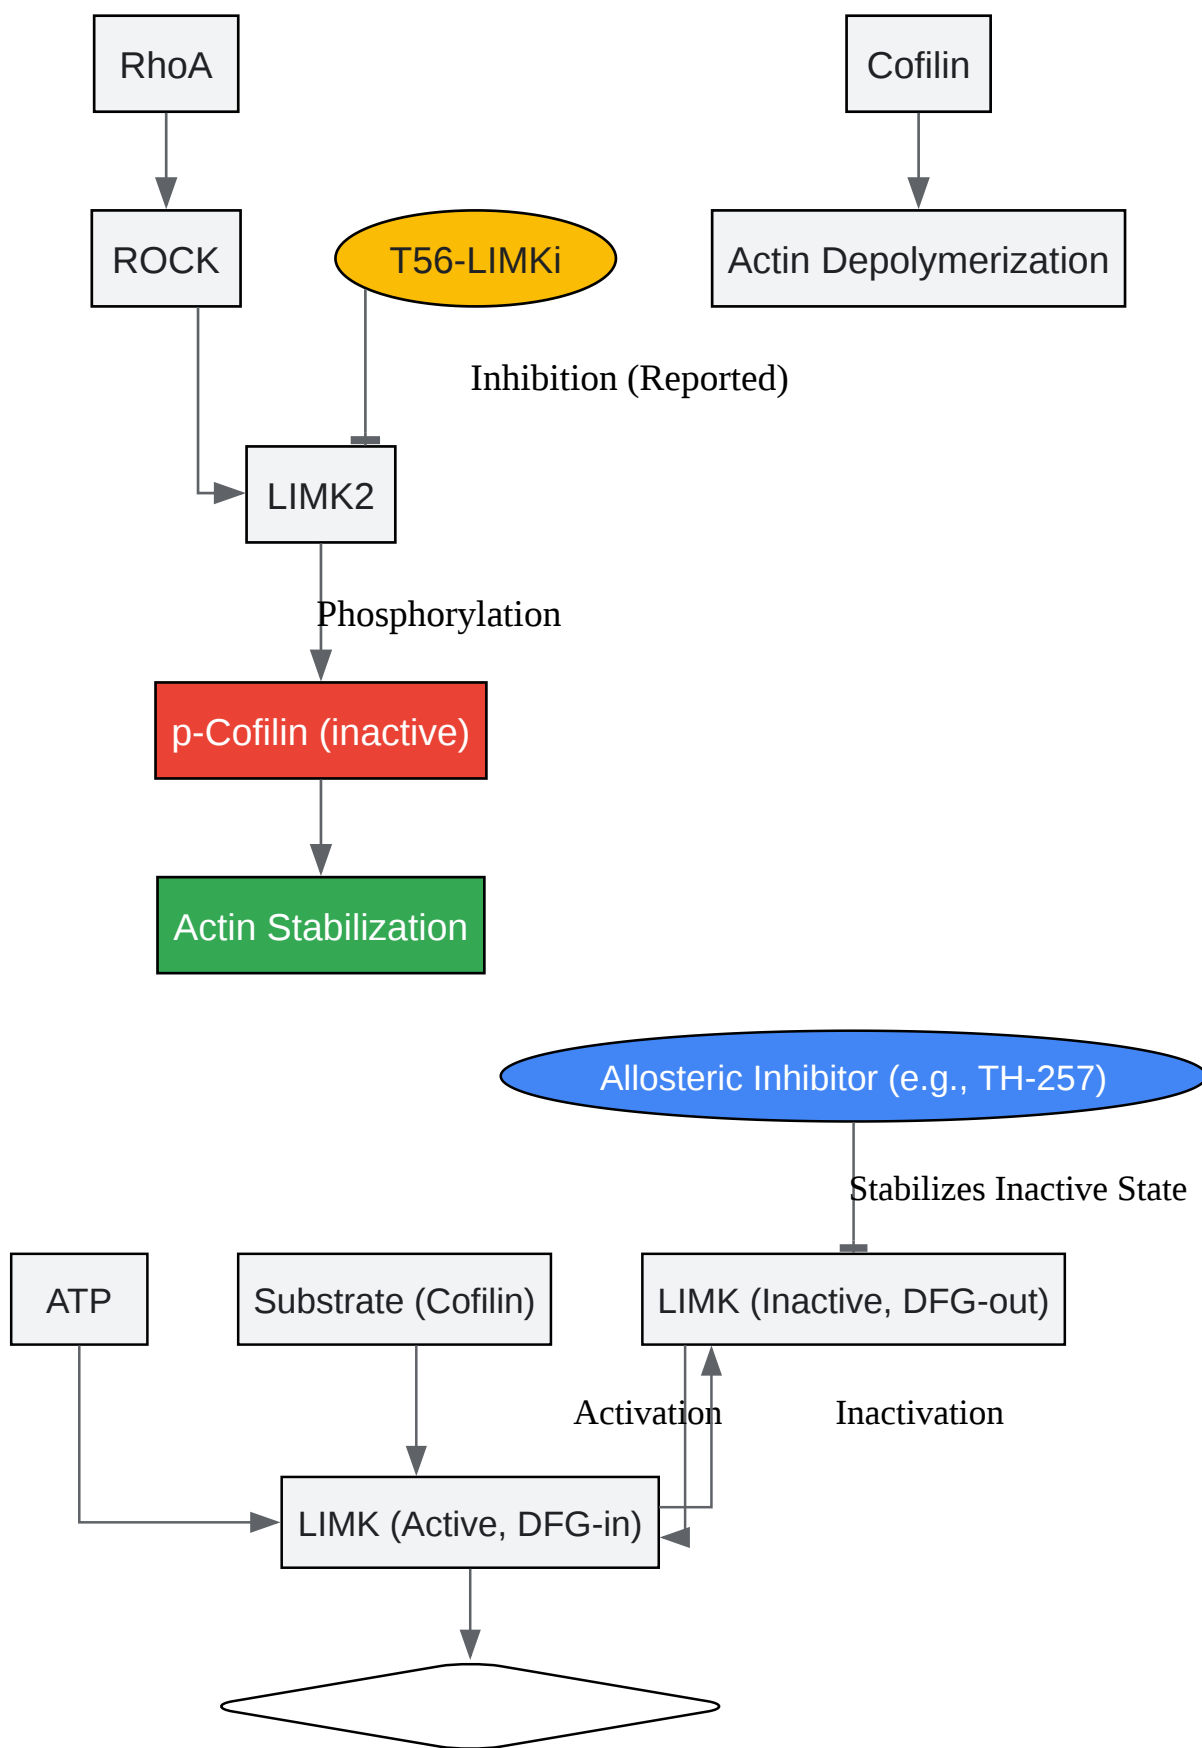 RhoA
Cofilin
ROCK
T56-LIMKi
Actin Depolymerization
Inhibition (Reported)
LIMK2
Phosphorylation
p-Cofilin (inactive)
Actin Stabilization
Allosteric Inhibitor (e.g., TH-257)
Stabilizes Inactive State
ATP
Substrate (Cofilin)
LIMK (Inactive, DFG-out)
Activation
Inactivation
LIMK (Active, DFG-in)